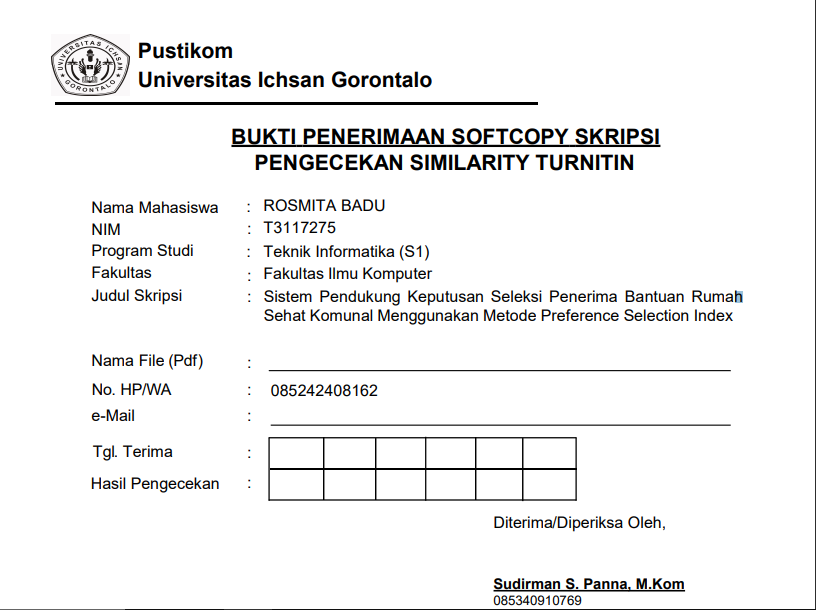 UNIVERSITAS ICHSAN
GORONTALO
Pustikom
Universitas Ichsan Gorontalo
BUKTI PENERIMAAN SOFTCOPY SKRIPSI
PENGECEKAN SIMILARITY TURNITIN
Nama Mahasiswa : ROSMITA BADU
NIM : T3117275
Program Studi : Teknik Informatika (S1)
Fakultas : Fakultas Ilmu Komputer
Judul Skripsi : Sistem Pendukung Keputusan Seleksi Penerima Bantuan Rumah
Sehat Komunal Menggunakan Metode Preference Selection Index
Nama File (Pdf) :
No. HP/WA : 085242408162
e-Mail :
Tgl. Terima :
Hasil Pengecekan :
Diterima/Diperiksa Oleh,
Sudirman S. Panna, M.Kom
085340910769